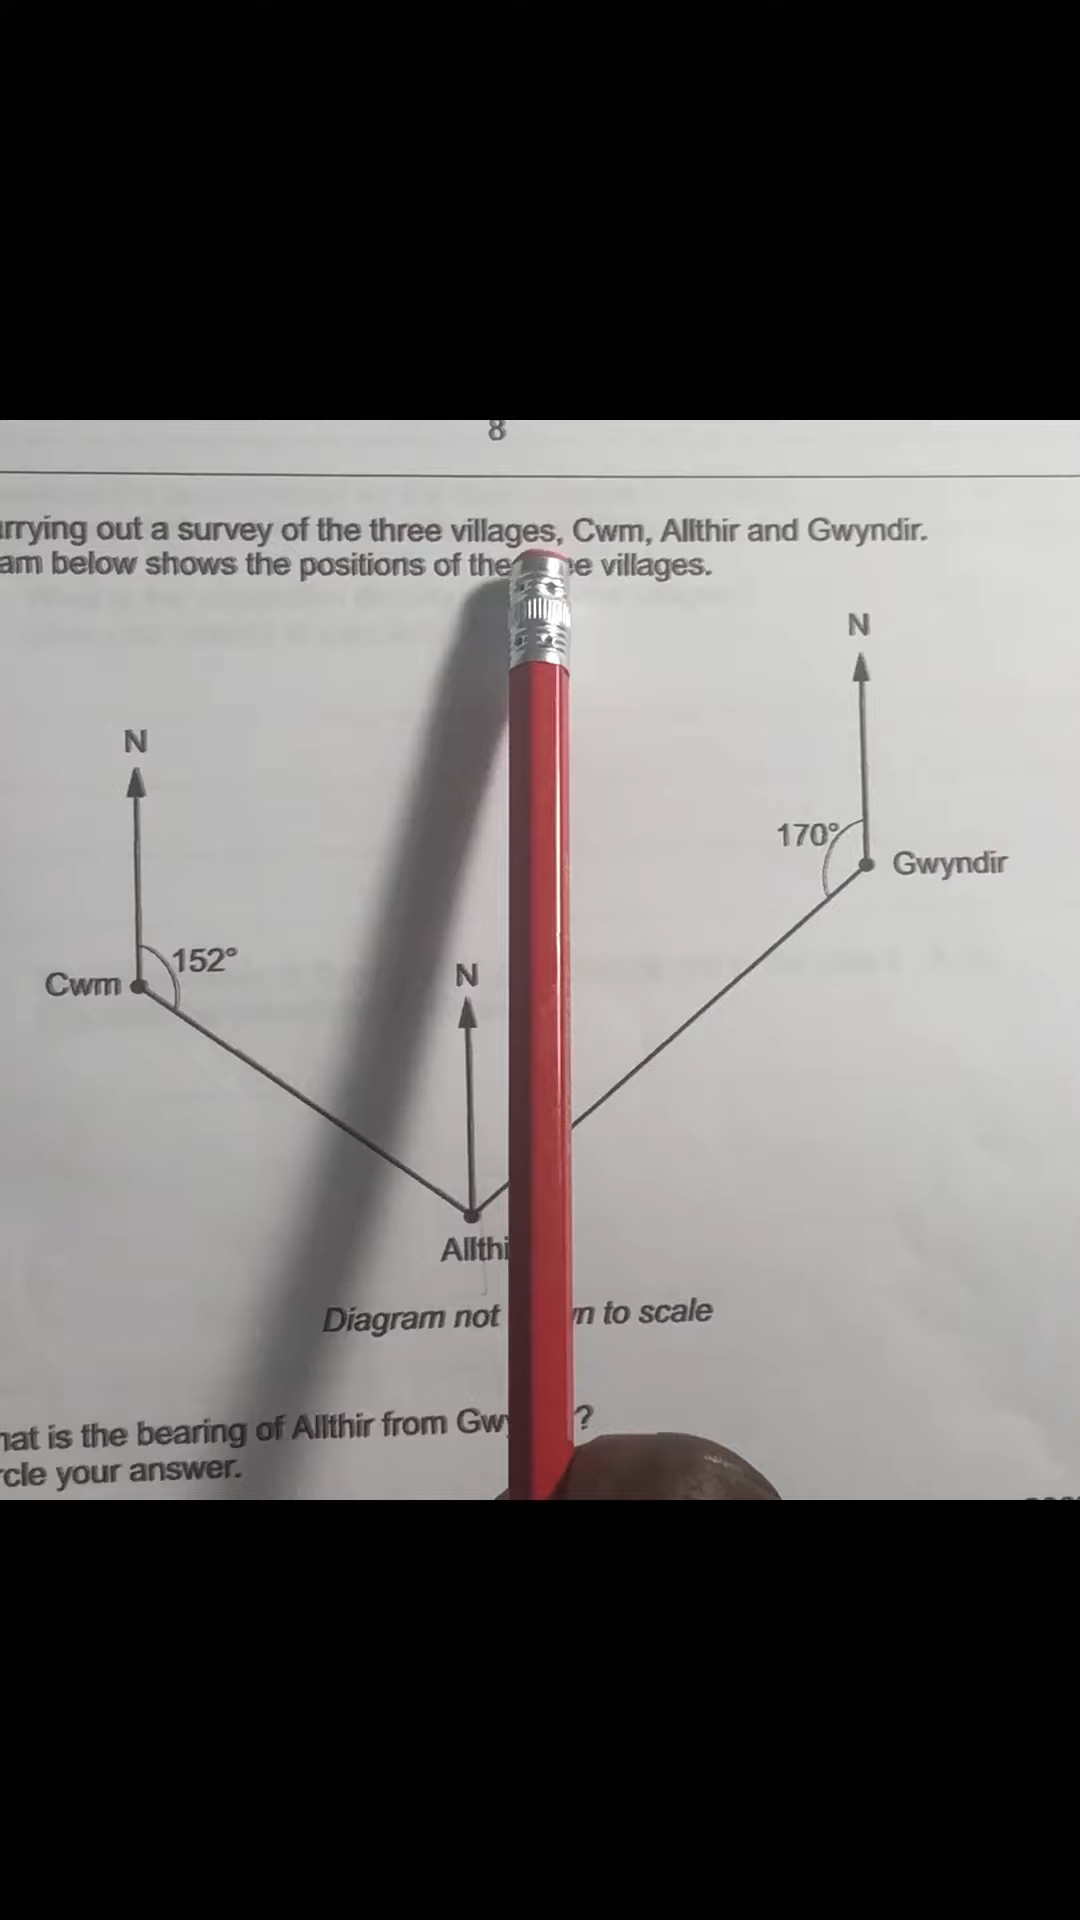 8
rrying out a survey of the three villages, Cwm, Allthir and Gwyndir.
am below shows the positions of the villages.
N
N
170°
Gwyndir
152°
Cwm
N
Allthi
Diagram not to scale
hat is the bearing of Allthir from Gw ?
cle your answer.